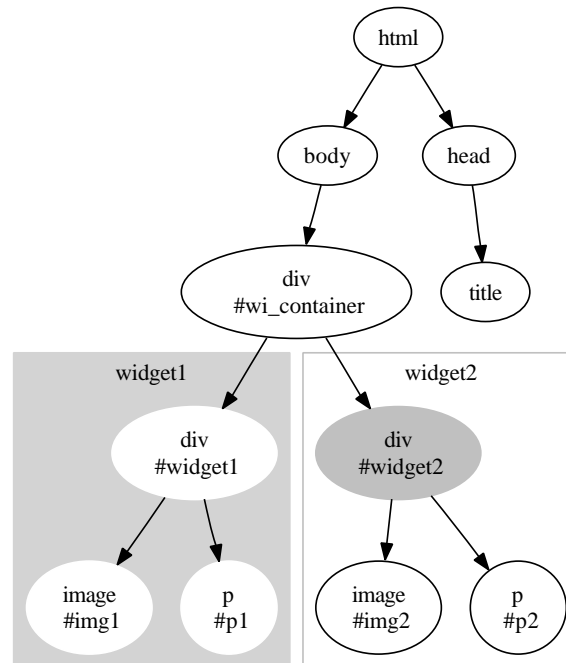 html
body
head
div
#wi_container
title
widget1
widget2
div
#widget1
div
#widget2
image
#img1
p
#p1
image
#img2
p
#p2